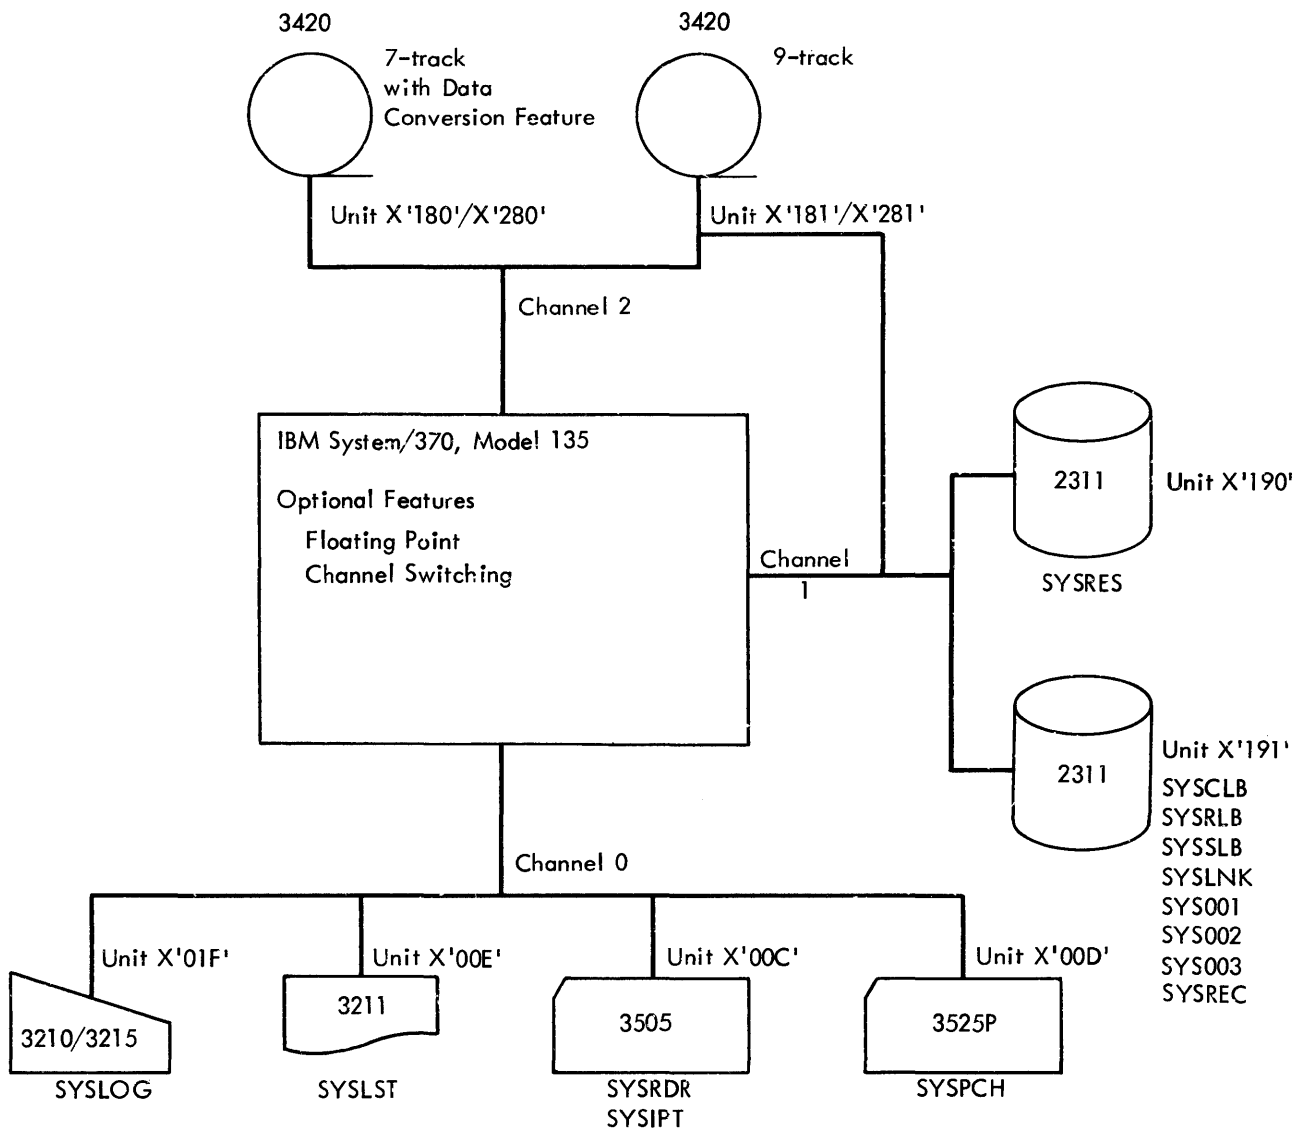 3420
7-track
with Data
Conversion Feature
3420
9-track
Unit X'180'/X'280'
Unit X'181'/X'281'
Channel 2
IBM System/370, Model 135
Optional Features
Floating Point
Channel Switching
Channel
1
2311
Unit X'190'
SYSRES
2311
Unit X'191'
SYSCLB
SYSRLB
SYSSLB
SYSLNK
SYS001
SYS002
SYS003
SYSREC
Channel 0
Unit X'01F'
Unit X'00E'
Unit X'00C'
Unit X'00D'
3210/3215
3211
3505
3525P
SYSLOG
SYSLST
SYSRDR
SYSIPT
SYSPCH